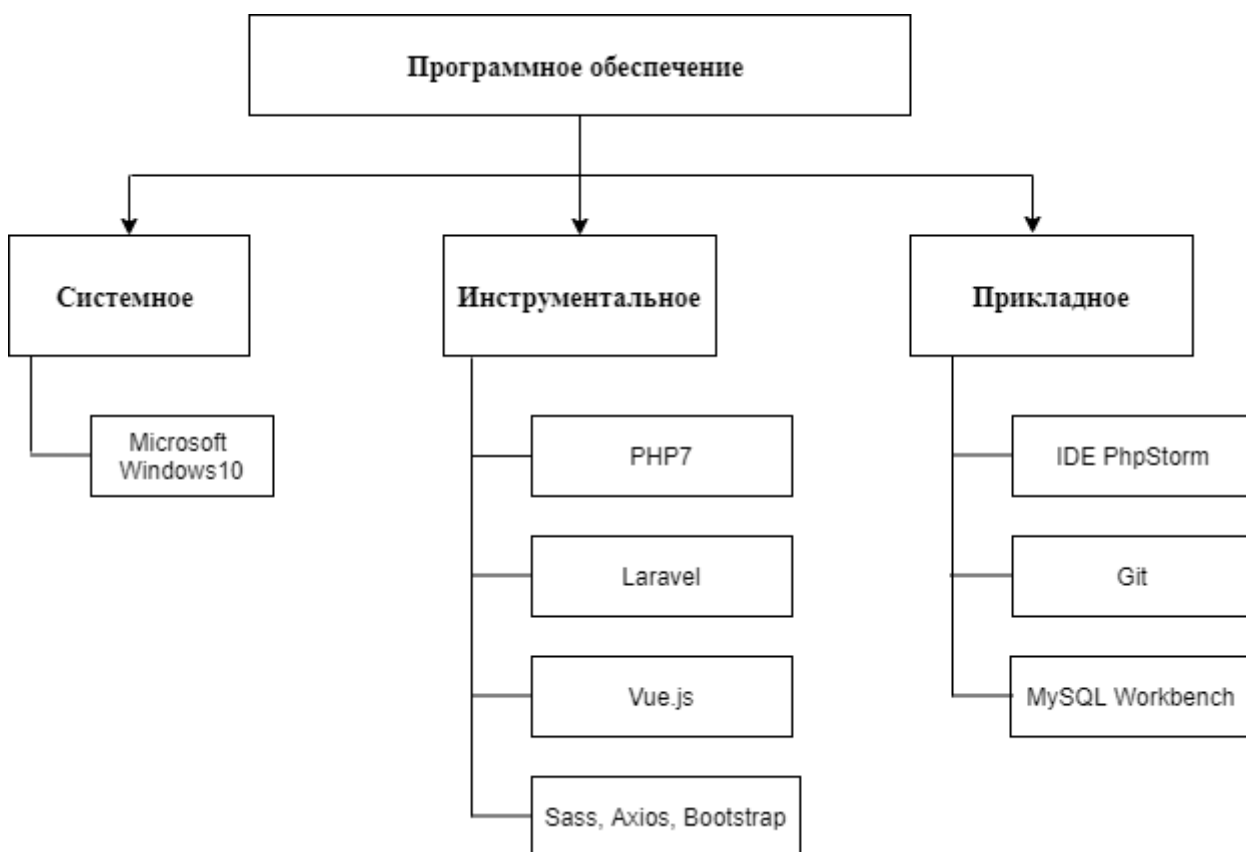 Программное обеспечение
Системное
Инструментальное
Прикладное
Microsoft
Windows10
PHP7
IDE PhpStorm
Laravel
Git
Vue.js
MySQL Workbench
Sass, Axios, Bootstrap